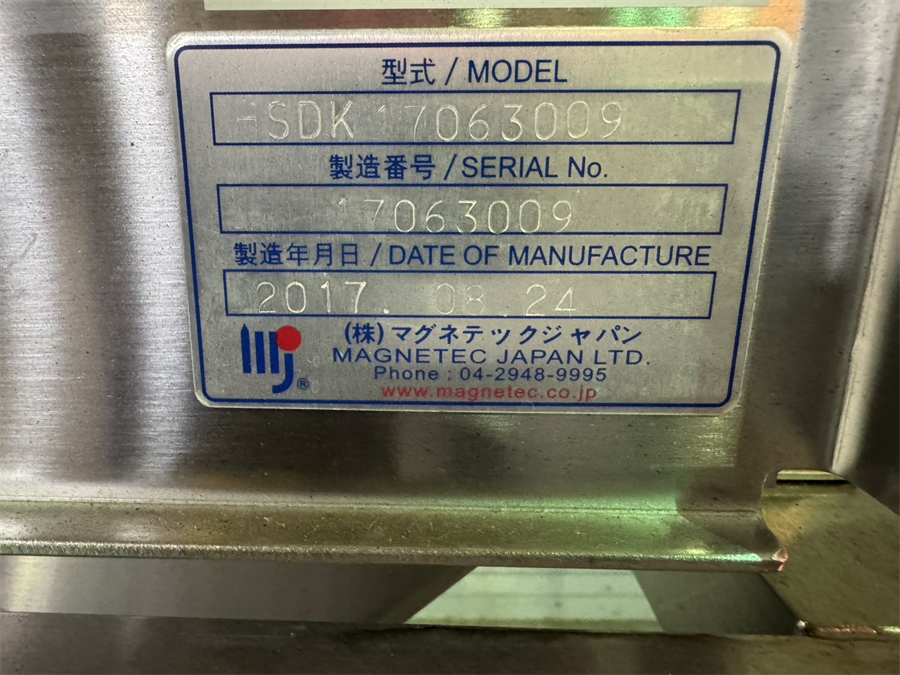 型式 / MODEL
HSDK 17063009
製造番号 / SERIAL No.
17063009
製造年月日 / DATE OF MANUFACTURE
2017. 08.24
mj®
(株)マグネテックジャパン
MAGNETEC JAPAN LTD.
Phone : 04-2948-9995
www.magnetec.co.jp